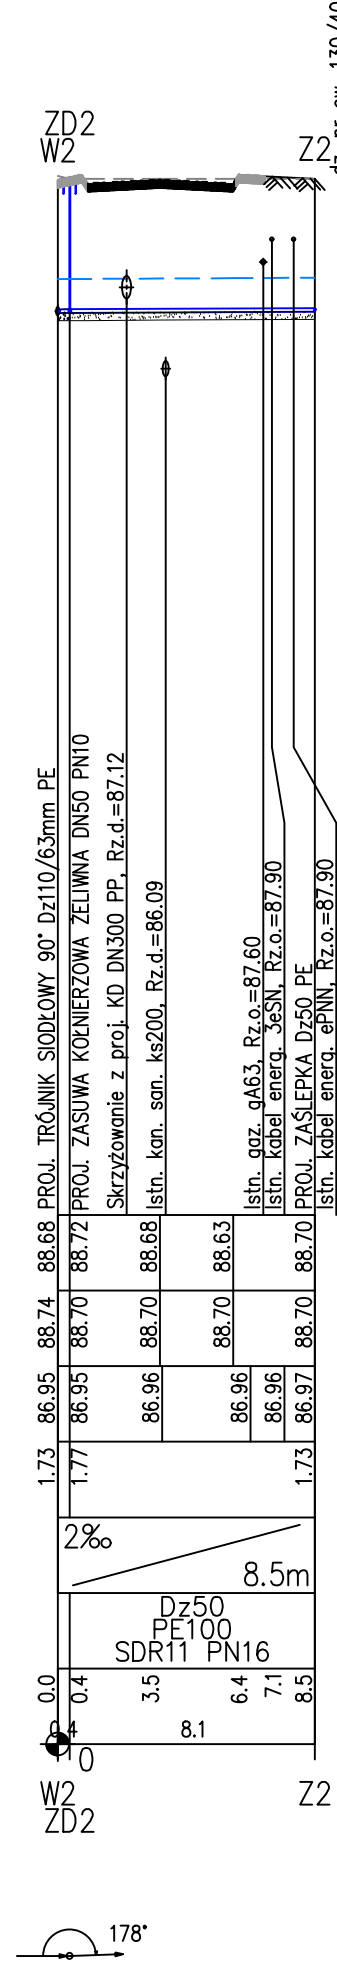 ZD2
W2
Z2
PROJ. TRÓJNIK SIODŁOWY 90° Dz110/63mm PE
PROJ. ZASUWA KOŁNIERZOWA ŻELIWNA DN50 PN10
Skrzyżowanie z proj. KD DN300 PP, Rz.d.=87.12
Istn. kan. san. ks200, Rz.d.=86.09
Istn. gaz. gA63, Rz.o.=87.60
Istn. kabel energ. 3eSN, Rz.o.=87.90
PROJ. ZAŚLEPKA Dz50 PE
Istn. kabel energ. ePNN, Rz.o.=87.90
88.68 88.72 88.68 88.63 88.70
88.74 88.70 88.70 88.70 88.70
86.95 86.95 86.96 86.96 86.96 86.97
1.73 1.77 1.73
2‰
8.5m
Dz50
PE100
SDR11 PN16
0.0 0.4 3.5 6.4 7.1 8.5
0.4 8.1
0
W2
ZD2
Z2
178°